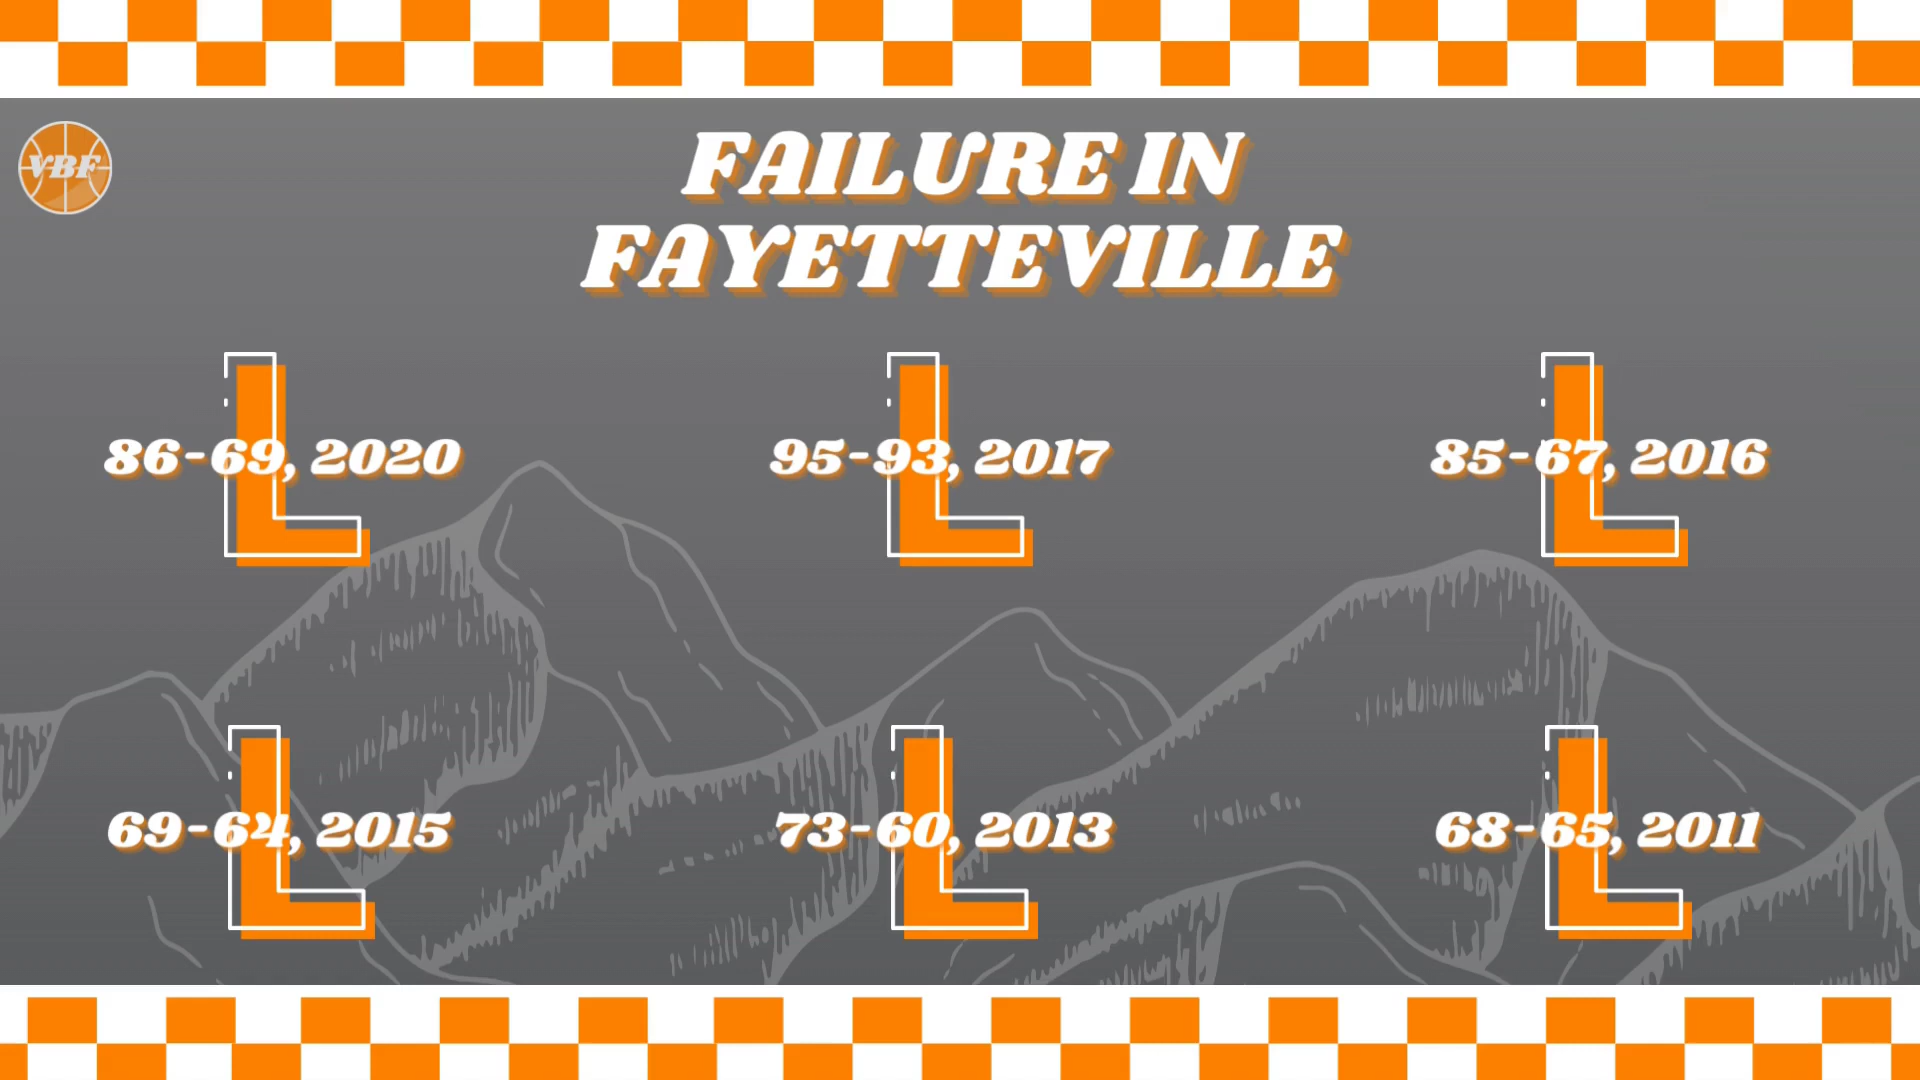 VBF
FAILURE IN
FAYETTEVILLE
L
L
L
86-69, 2020
95-93, 2017
85-67, 2016
L
L
L
69-64, 2015
73-60, 2013
68-65, 2011